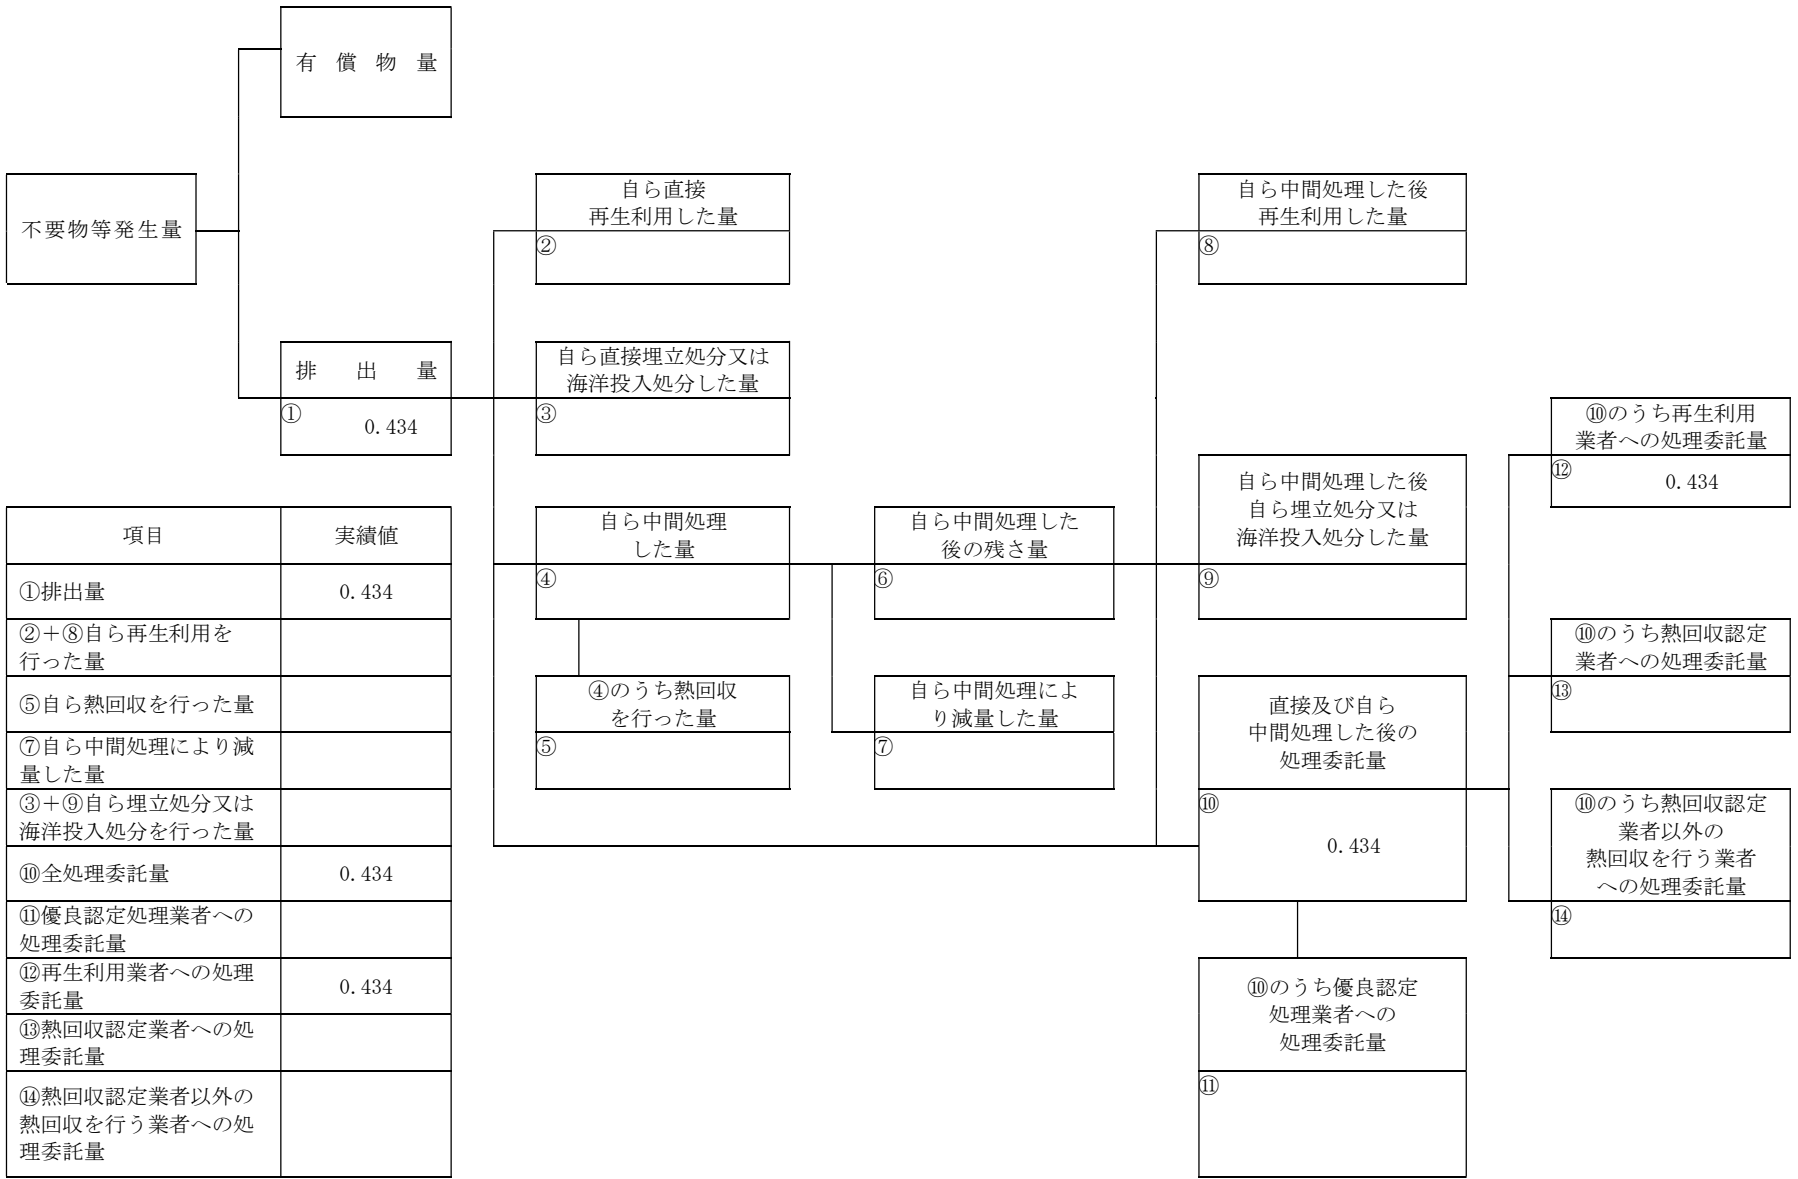 有償物量
不要物等発生量
自ら直接
再生利用した量
②
自ら中間処理した後
再生利用した量
⑧
排出量
①
0.434
自ら直接埋立処分又は
海洋投入処分した量
③
⑩のうち再生利用
業者への処理委託量
⑫
0.434
自ら中間処理
した量
④
自ら中間処理した
後の残さ量
⑥
自ら中間処理した後
自ら埋立処分又は
海洋投入処分した量
⑨
⑩のうち熱回収認定
業者への処理委託量
⑬
④のうち熱回収
を行った量
⑤
自ら中間処理によ
り減量した量
⑦
直接及び自ら
中間処理した後の
処理委託量
⑩
0.434
⑩のうち熱回収認定
業者以外の
熱回収を行う業者
への処理委託量
⑭
⑩のうち優良認定
処理業者への
処理委託量
⑪
項目 実績値
①排出量 0.434
②＋⑧自ら再生利用を
行った量
⑤自ら熱回収を行った量
⑦自ら中間処理により減
量した量
③＋⑨自ら埋立処分又は
海洋投入処分を行った量
⑩全処理委託量 0.434
⑪優良認定処理業者への
処理委託量
⑫再生利用業者への処理
委託量
0.434
⑬熱回収認定業者への処
理委託量
⑭熱回収認定業者以外の
熱回収を行う業者への処
理委託量